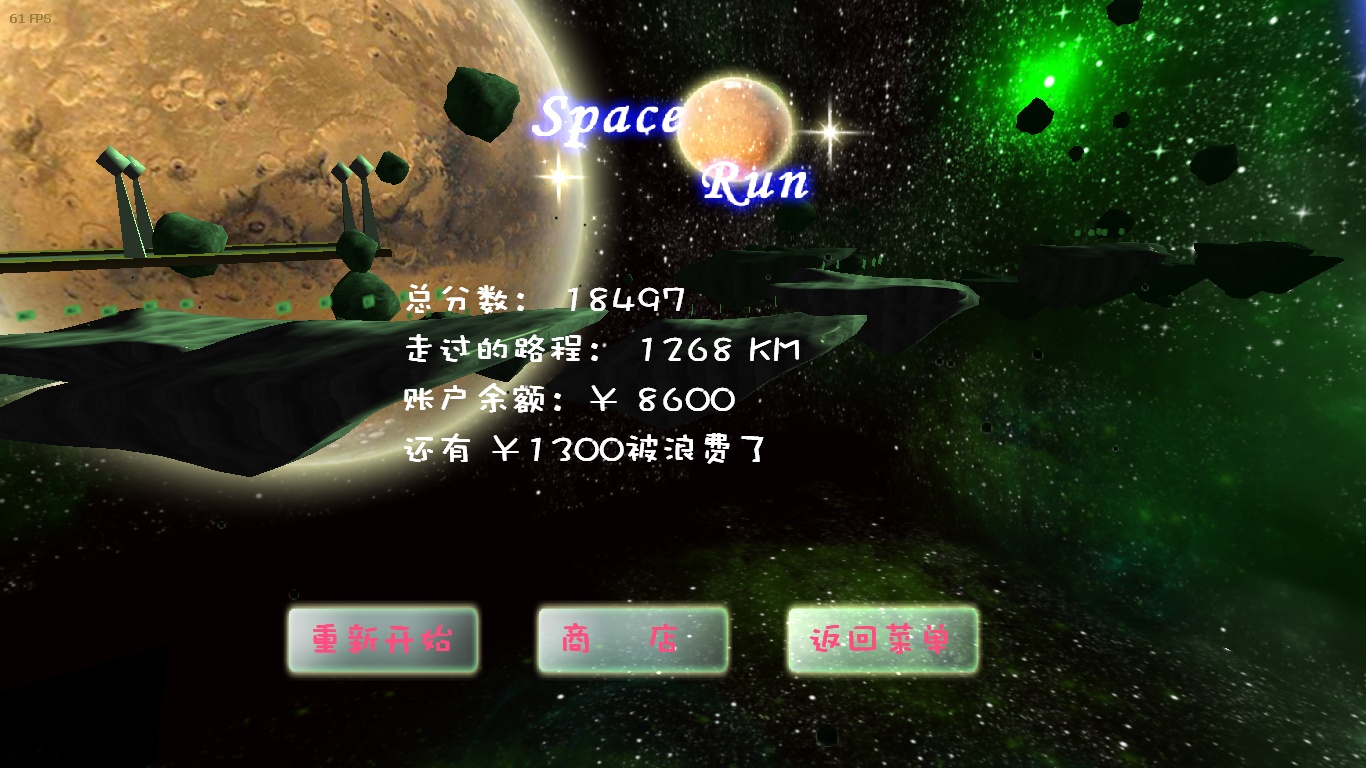 61 FPS
Space
Run
总分数： 18497
走过的路程： 1268 KM
账户余额：￥ 8600
还有 ￥1300被浪费了
重新开始
商 店
返回菜单